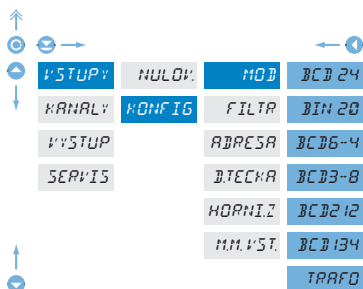 VSTUPY NULOV. MOD BCD 24
KANALY KONFIG FILTR BIN 20
VYSTUP ADRESA BCD6-4
SERVIS D.TECKA BCD3-8
HORNI.Z BCD212
M.M. VST. BCD 134
TRAFO